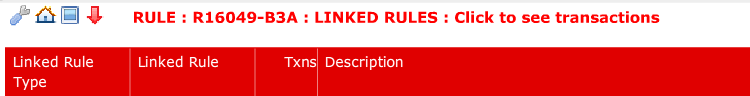 RULE : R16049-B3A : LINKED RULES : Click to see transactions
Linked Rule Type Linked Rule Txns Description